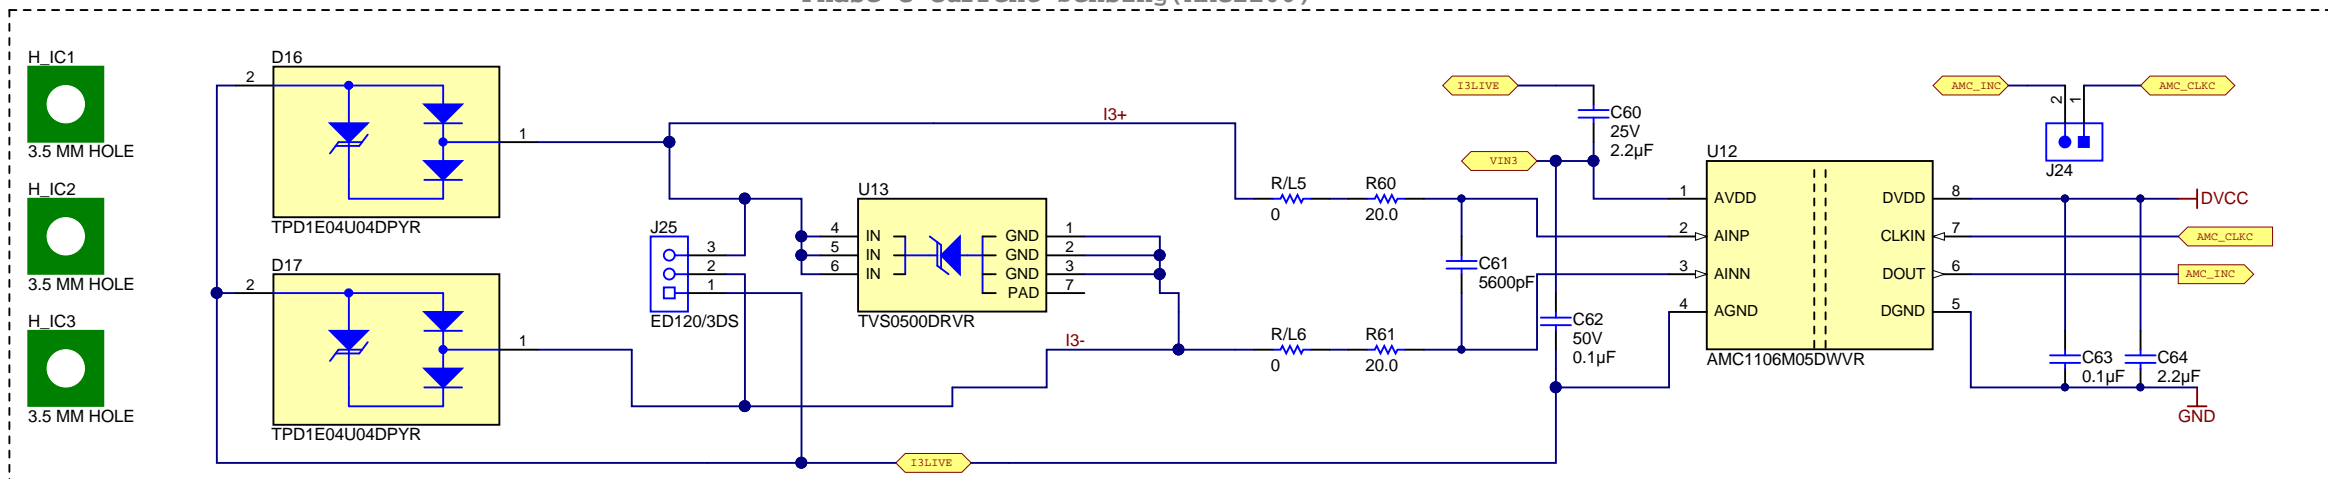 H_IC1
3.5 MM HOLE
H_IC2
3.5 MM HOLE
H_IC3
3.5 MM HOLE
D16
2
1
TPD1E04U04DPYR
D17
2
1
TPD1E04U04DPYR
J25
3
2
1
ED120/3DS
U13
4 IN GND 1
5 IN GND 2
6 IN GND 3
PAD 7
TVS0500DRVR
I3+
I3-
I3LIVE
R/L5
0
R60
20.0
R/L6
0
R61
20.0
C61
5600pF
I3LIVE
VIN3
C60
25V
2.2µF
C62
50V
0.1µF
U12
1 AVDD DVDD 8
2 AINP CLKIN 7
3 AINN DOUT 6
4 AGND DGND 5
AMC1106M05DWVR
AMC_INC
AMC_CLKC
2
1
J24
DVCC
AMC_CLKC
AMC_INC
C63
0.1µF
C64
2.2µF
GND